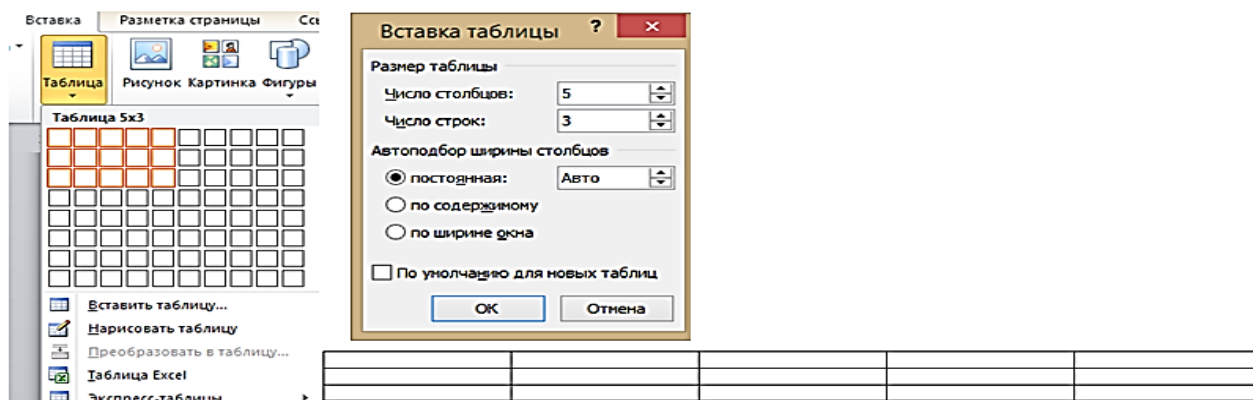 Вставка Разметка страницы Ссы
Таблица Рисунок Картинка Фигуры
Таблица 5x3
Вставить таблицу...
Нарисовать таблицу
Преобразовать в таблицу...
Таблица Excel
Экспресс-таблицы
Вставка таблицы ? ×
Размер таблицы
Число столбцов: 5
Число строк: 3
Автоподбор ширины столбцов
постоянная: Авто
по содержимому
по ширине окна
По умолчанию для новых таблиц
ОК Отмена